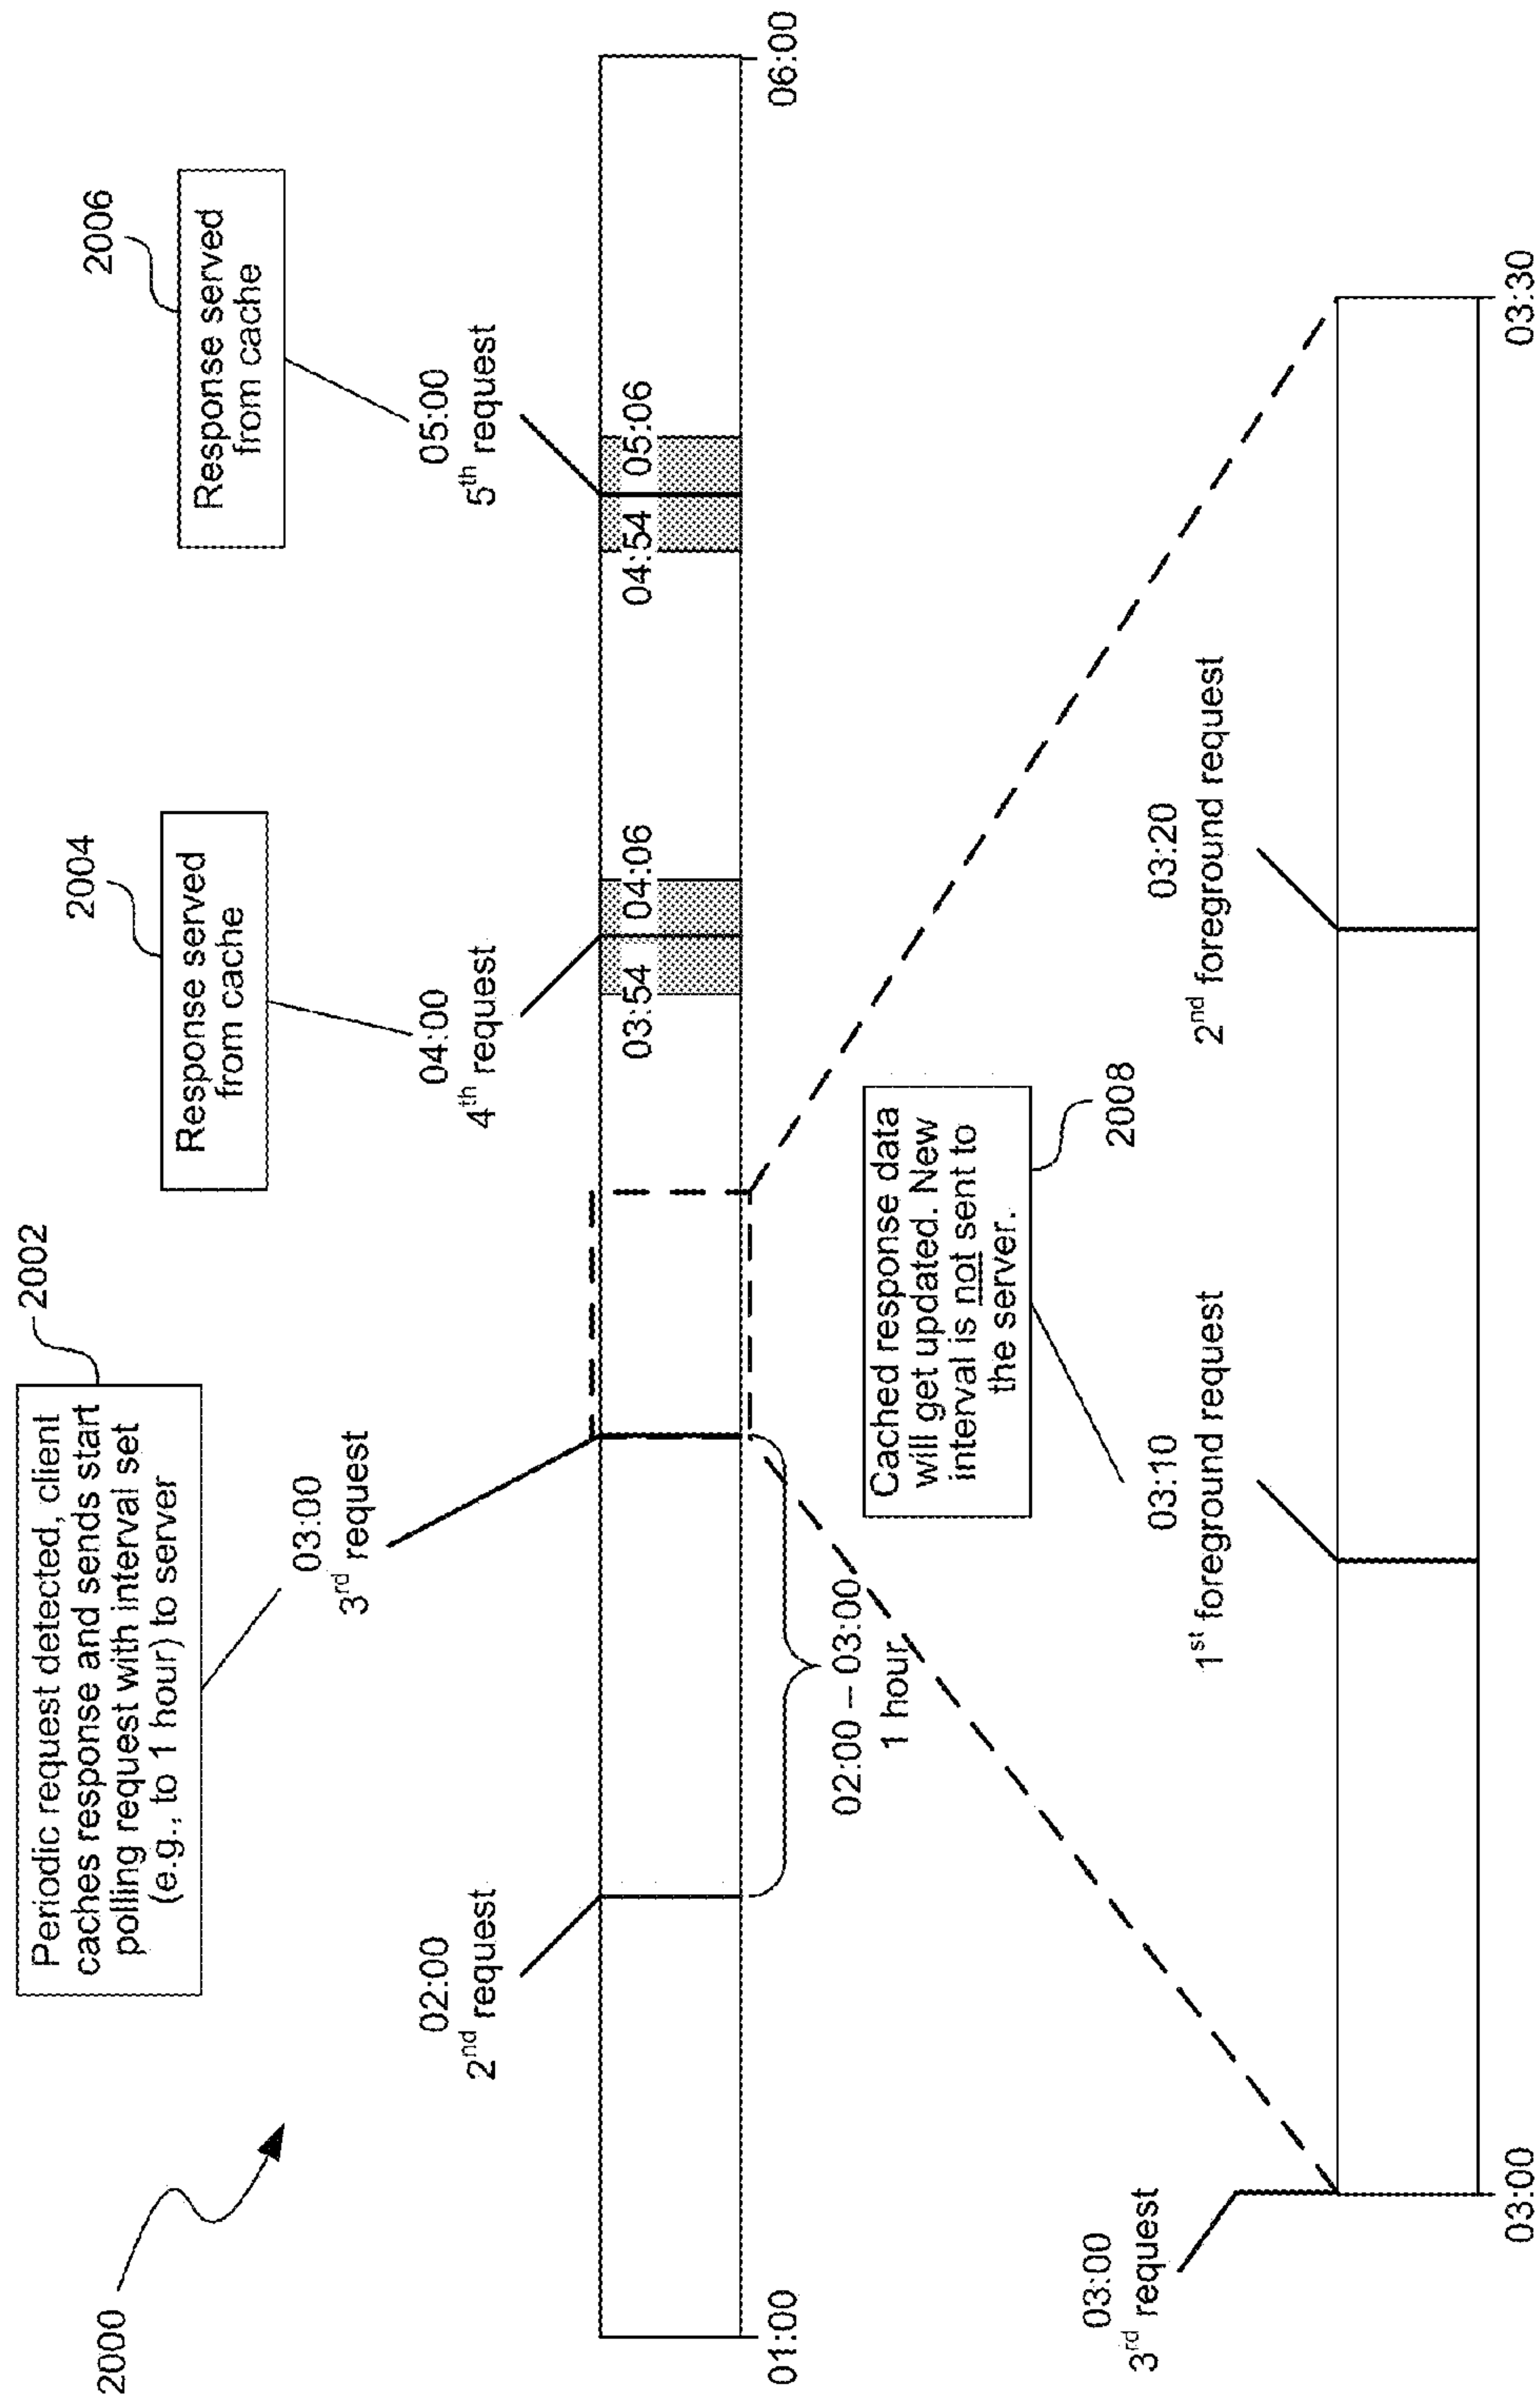 2000
Periodic request detected, client
caches response and sends start
polling request with interval set
(e.g., to 1 hour) to server
2002
Response served
from cache
2004
Response served
from cache
2006
02:00
2nd request
03:00
3rd request
04:00
4th request
05:00
5th request
03:54
04:06
04:54
05:06
01:00
06:00
02:00 – 03:00
1 hour
Cached response data
will get updated. New
interval is not sent to
the server.
2008
03:00
3rd request
03:10
1st foreground request
03:20
2nd foreground request
03:00
03:30